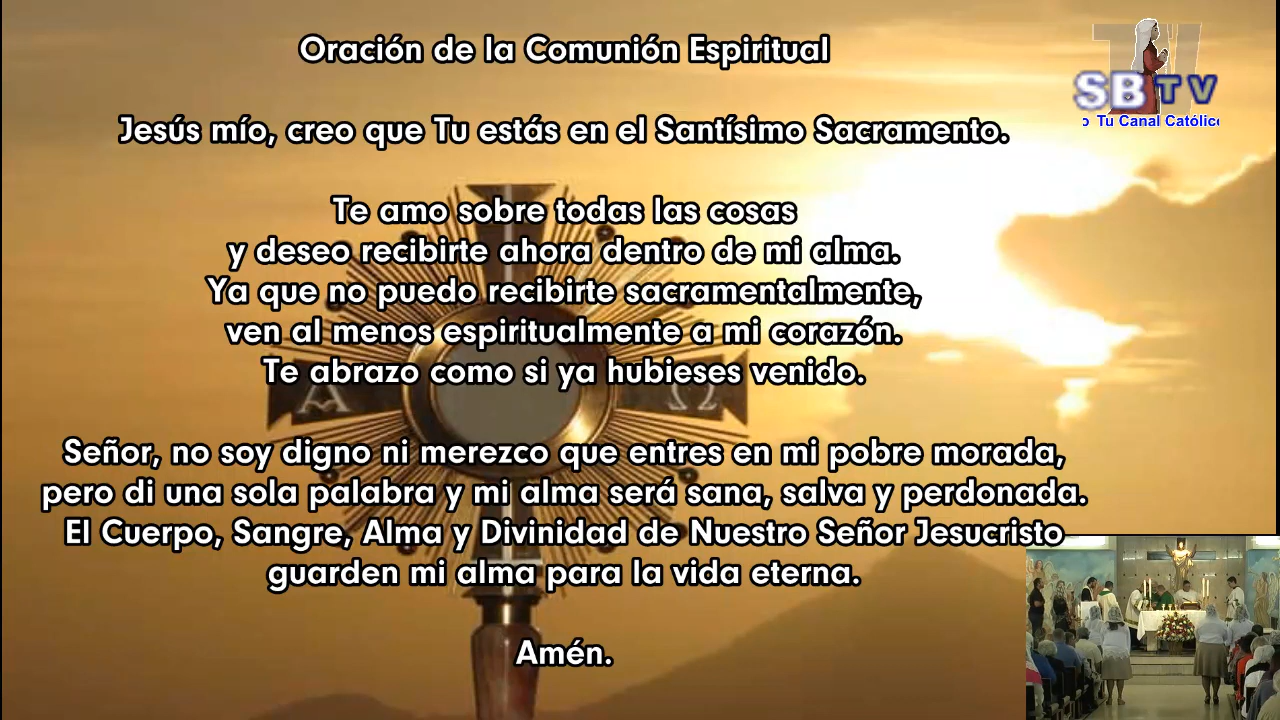 Oración de la Comunión Espiritual
Jesús mío, creo que Tu estás en el Santísimo Sacramento.
Te amo sobre todas las cosas
y deseo recibirte ahora dentro de mi alma.
Ya que no puedo recibirte sacramentalmente,
ven al menos espiritualmente a mi corazón.
Te abrazo como si ya hubieses venido.
Señor, no soy digno ni merezco que entres en mi pobre morada,
pero di una sola palabra y mi alma será sana, salva y perdonada.
El Cuerpo, Sangre, Alma y Divinidad de Nuestro Señor Jesucristo
guarden mi alma para la vida eterna.
Amén.
TU
SBTV
o Tu Canal Católico
A Ω